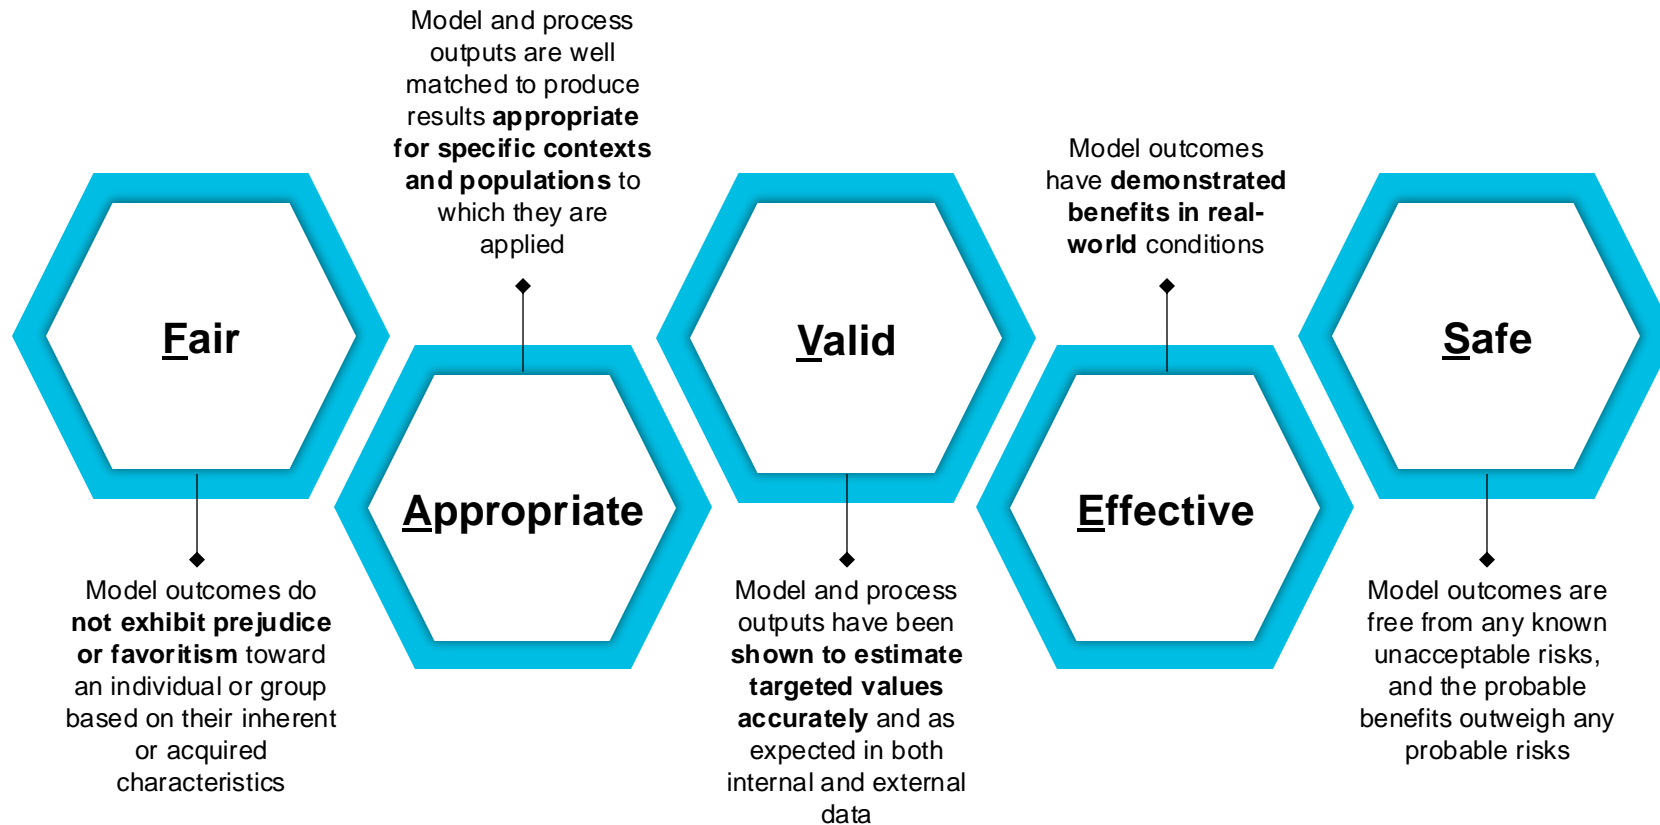 Fair
Model outcomes do
not exhibit prejudice
or favoritism toward
an individual or group
based on their inherent
or acquired
characteristics
Model and process
outputs are well
matched to produce
results appropriate
for specific contexts
and populations to
which they are
applied
Appropriate
Valid
Model and process
outputs have been
shown to estimate
targeted values
accurately and as
expected in both
internal and external
data
Model outcomes
have demonstrated
benefits in real-
world conditions
Effective
Safe
Model outcomes are
free from any known
unacceptable risks,
and the probable
benefits outweigh any
probable risks